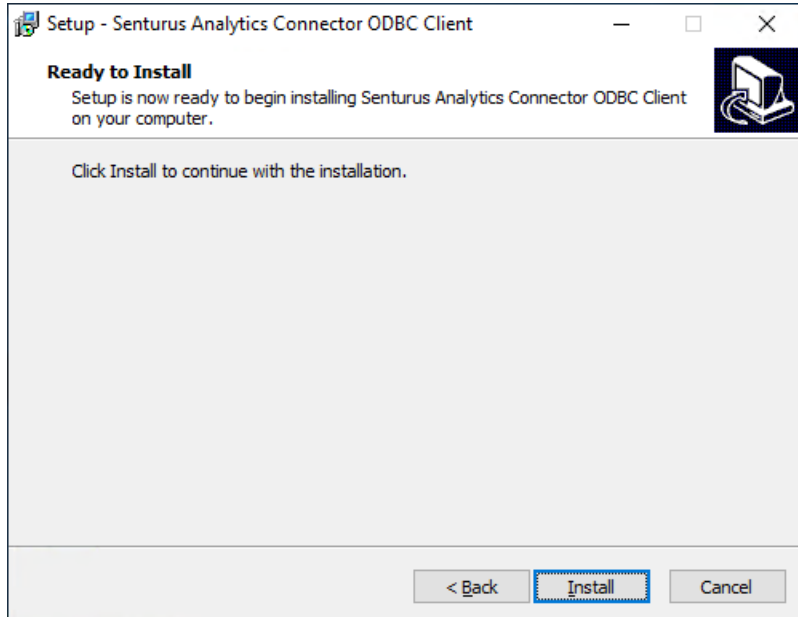 Setup - Senturus Analytics Connector ODBC Client
Ready to Install
Setup is now ready to begin installing Senturus Analytics Connector ODBC Client
on your computer.
Click Install to continue with the installation.
< Back
Install
Cancel